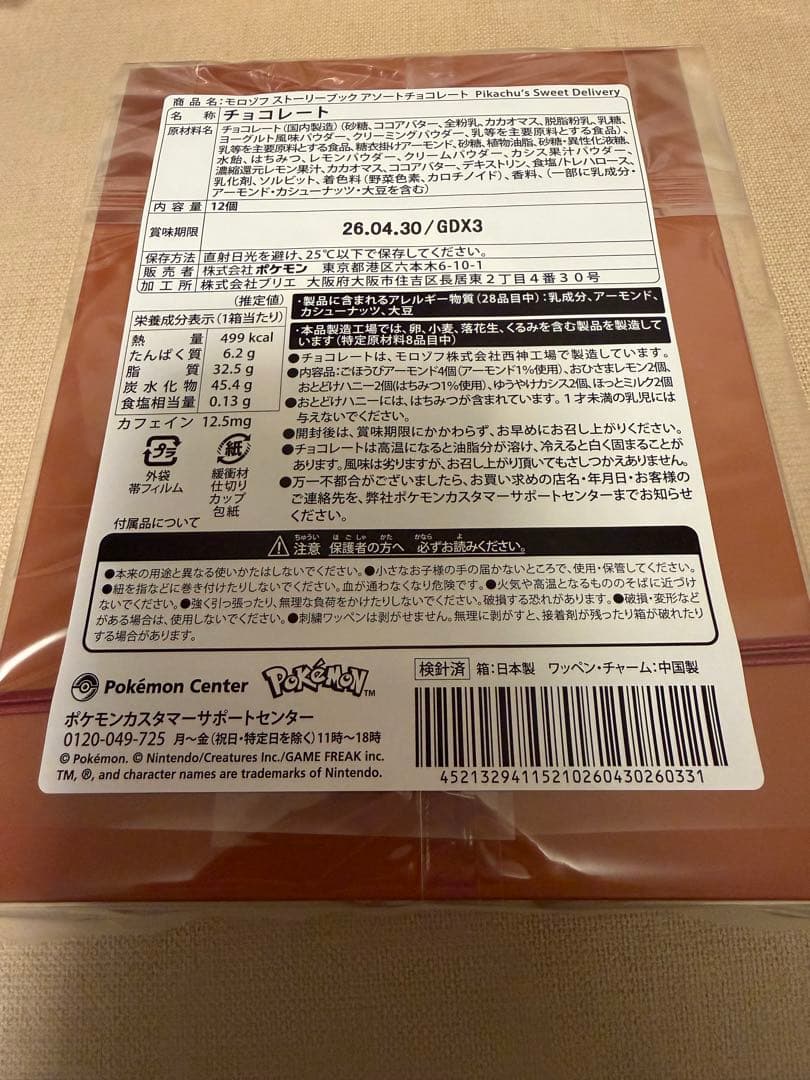 商品名：モロゾフ ストーリーブック アソートチョコレート Pikachu's Sweet Delivery
名称 チョコレート
原材料名 チョコレート(国内製造)(砂糖、ココアバター、全粉乳、カカオマス、脱脂粉乳、乳糖、
ヨーグルト風味パウダー、クリーミングパウダー、乳等を主要原料とする食品)、
乳等を主要原料とする食品、糖衣掛けアーモンド、砂糖、植物油脂、砂糖・異性化液糖、
水飴、はちみつ、レモンパウダー、クリームパウダー、カシス果汁パウダー、
濃縮還元レモン果汁、カカオマス、ココアバター、デキストリン、食塩/トレハロース、
乳化剤、ソルビット、着色料(野菜色素、カロチノイド)、香料、(一部に乳成分・
アーモンド・カシューナッツ・大豆を含む)
内容量 12個
賞味期限 26.04.30/GDX3
保存方法 直射日光を避け、25℃以下で保存してください。
販売者 株式会社ポケモン 東京都港区六本木6-10-1
加工所 株式会社プリエ 大阪府大阪市住吉区長居東2丁目4番30号
(推定値)
栄養成分表示(1箱当たり)
熱量 499 kcal
たんぱく質 6.2 g
脂質 32.5 g
炭水化物 45.4 g
食塩相当量 0.13 g
カフェイン 12.5mg
プラ
外袋
帯フィルム
紙
緩衝材
仕切り
カップ
包紙
・製品に含まれるアレルギー物質(28品目中)：乳成分、アーモンド、
カシューナッツ、大豆
・本品製造工場では、卵、小麦、落花生、くるみを含む製品を製造して
います(特定原材料8品目中)
●チョコレートは、モロゾフ株式会社西神工場で製造しています。
●内容品：ごほうびアーモンド4個(アーモンド1%使用)、おひさまレモン2個、
おとどけハニー2個(はちみつ1%使用)、ゆうやけカシス2個、ほっとミルク2個
●おとどけハニーには、はちみつが含まれています。1才未満の乳児には
与えないでください。
●開封後は、賞味期限にかかわらず、お早めにお召し上がりください。
●チョコレートは高温になると油脂分が溶け、冷えると白く固まることが
あります。風味は劣りますが、お召し上がり頂いてもさしつかえありません。
●万一不都合がございましたら、お買い求めの店名・年月日・お客様の
ご連絡先を、弊社ポケモンカスタマーサポートセンターまでお知らせ
ください。
付属品について
ちゅうい ほごしゃ かた かなら よ
注意 保護者の方へ 必ずお読みください。
●本来の用途と異なる使いかたはしないでください。●小さなお子様の手の届かないところで、使用・保管してください。
●紐を指などに巻き付けたりしないでください。血が通わなくなり危険です。●火気や高温となるもののそばに近づけ
ないでください。●強く引っ張ったり、無理な負荷をかけたりしないでください。破損する恐れがあります。●破損・変形など
がある場合は、使用しないでください。●刺繍ワッペンは剥がせません。無理に剥がすと、接着剤が残ったり箱が破れたり
する場合があります。
Pokémon Center POKéMON TM
ポケモンカスタマーサポートセンター
0120-049-725 月～金(祝日・特定日を除く)11時～18時
© Pokémon. © Nintendo/Creatures Inc./GAME FREAK inc.
TM, ®, and character names are trademarks of Nintendo.
検針済 箱：日本製 ワッペン・チャーム：中国製
4521329411521026043026033​1